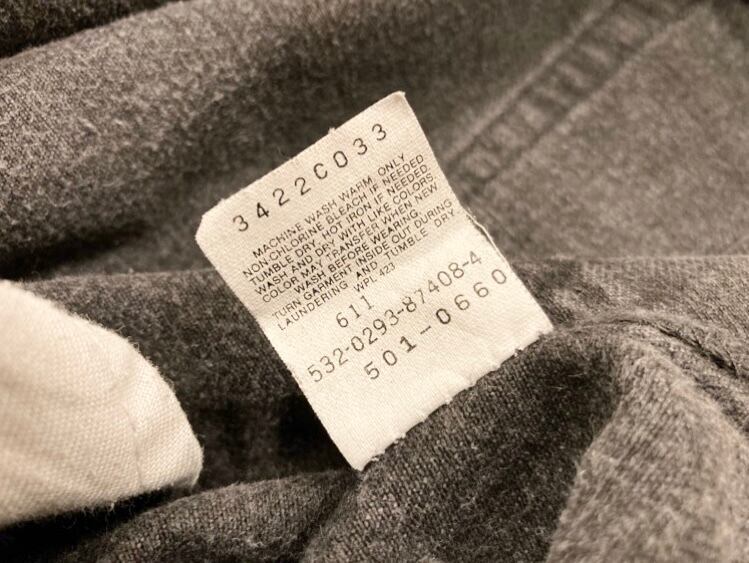 3422C033
MACHINE WASH WARM, ONLY
NON-CHLORINE BLEACH IF NEEDED
TUMBLE DRY, HOT IRON IF NEEDED.
WASH AND DRY WITH LIKE COLORS.
COLOR MAY TRANSFER WHEN NEW
WASH BEFORE WEARING.
TURN GARMENT INSIDE OUT DURING
LAUNDERING AND TUMBLE DRY
WPL 423
611
532-0293-87408-4
501-0660